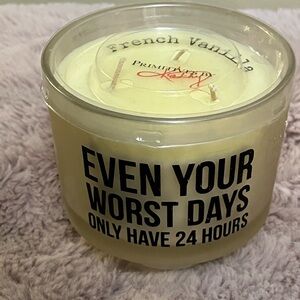 French Vanilla
PRIMITIVES BY
Kathy
EVEN YOUR
WORST DAYS
ONLY HAVE 24 HOURS